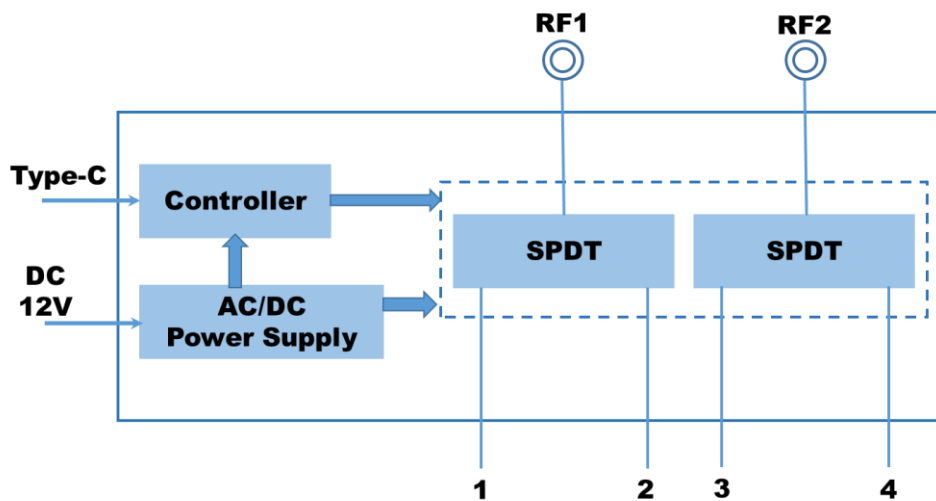 RF1
RF2
Type-C
Controller
SPDT
SPDT
DC
12V
AC/DC
Power Supply
1
2
3
4